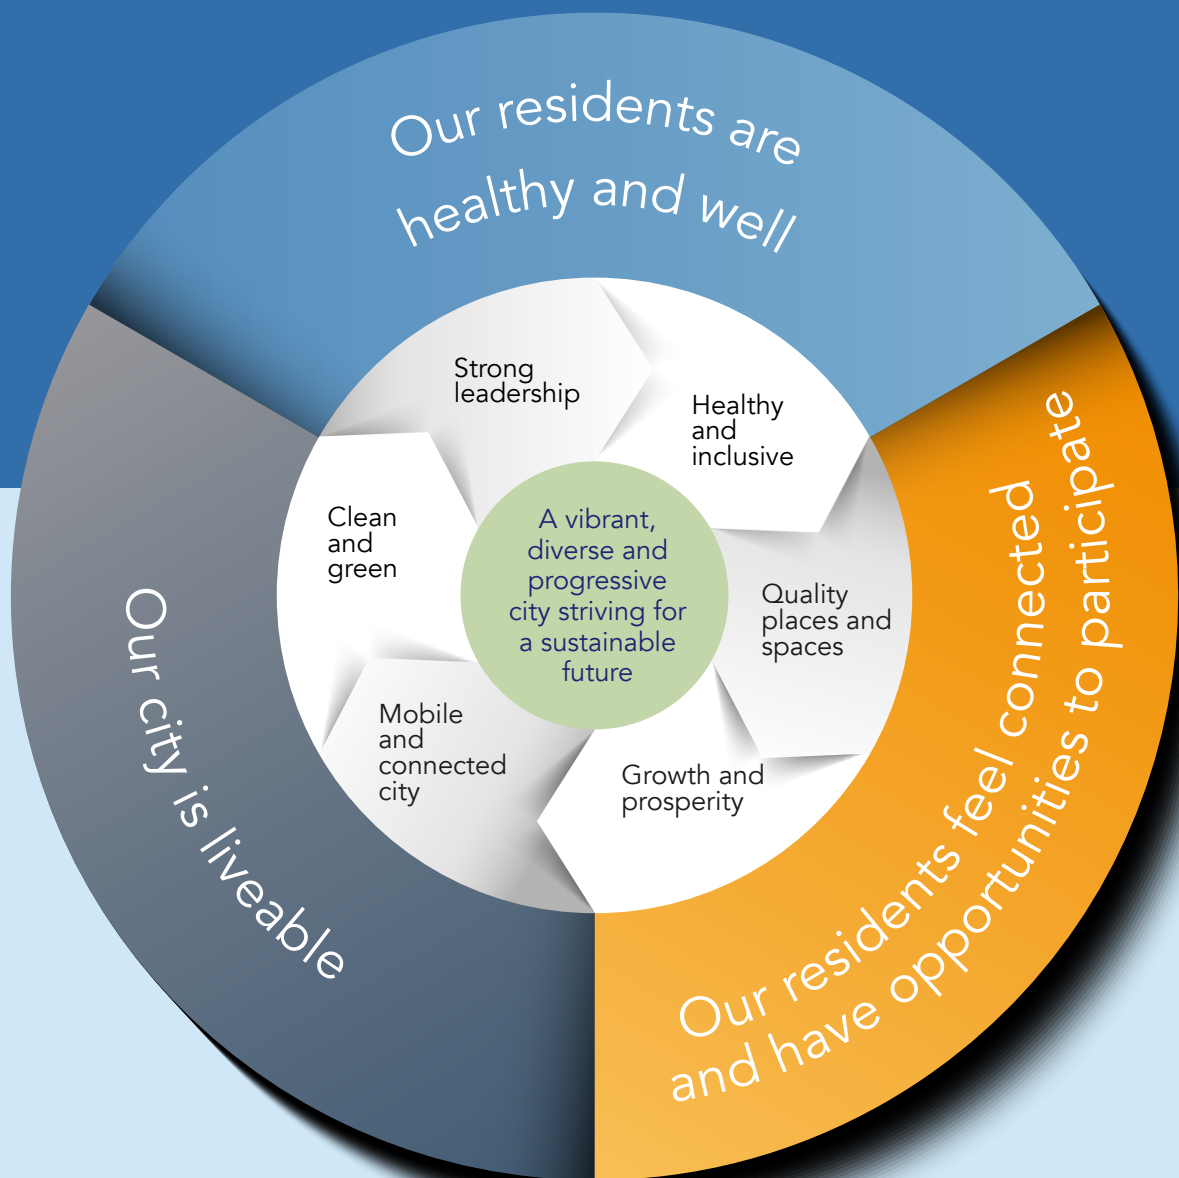 Our residents are
healthy and well
Strong
leadership
Healthy
and
inclusive
Clean
and
green
A vibrant,
diverse and
progressive
city striving for
a sustainable
future
Quality
places and
spaces
Mobile
and
connected
city
Growth and
prosperity
Our city is liveable
Our residents feel connected
and have opportunities to participate